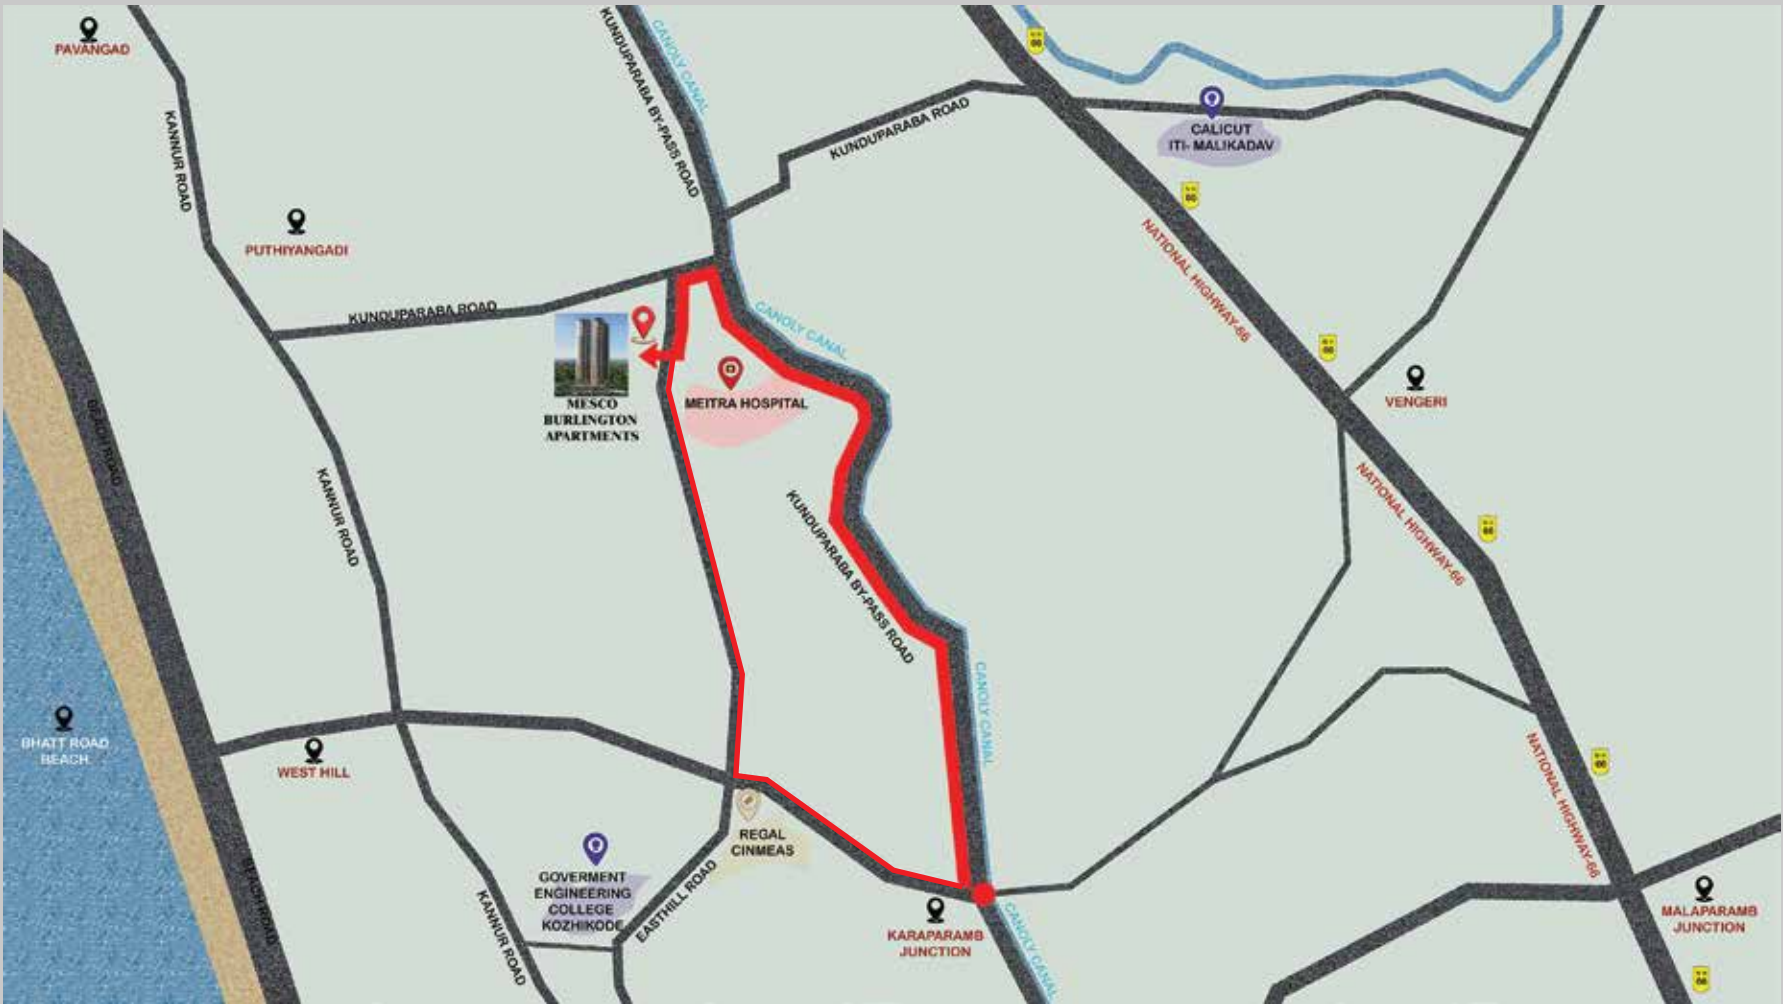 PAVANGAD
KUNDUPARABA BY-PASS ROAD
CANOLY CANAL
KANNUR ROAD
KUNDUPARABA ROAD
CALICUT
ITI- MALIKADAV
PUTHIYANGADI
NATIONAL HIGHWAY-66
KUNDUPARABA ROAD
CANOLY CANAL
MESCO
BURLINGTON
APARTMENTS
MEITRA HOSPITAL
VENGERI
BEACH ROAD
KANNUR ROAD
KUNDUPARABA BY-PASS ROAD
NATIONAL HIGHWAY-66
CANOLY CANAL
BHATT ROAD
BEACH
WEST HILL
NATIONAL HIGHWAY-66
REGAL
CINMEAS
GOVERMENT
ENGINEERING
COLLEGE
KOZHIKODE
EASTHILL ROAD
BEACH ROAD
KANNUR ROAD
KARAPARAMB
JUNCTION
CANOLY CANAL
MALAPARAMB
JUNCTION